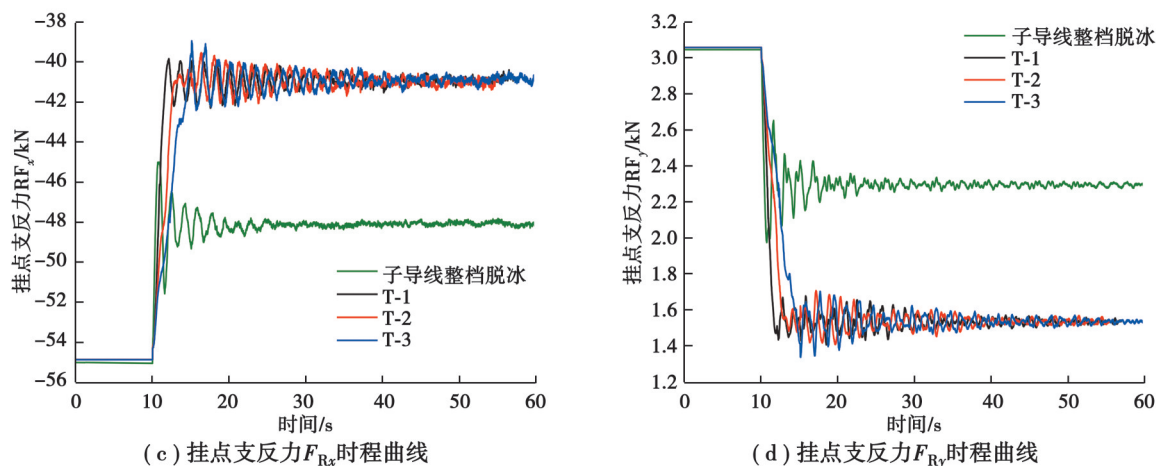 -38
-40
-42
-44
-46
-48
-50
-52
-54
-56
挂点支反力RFx/kN
子导线整档脱冰
T-1
T-2
T-3
0 10 20 30 40 50 60
时间/s
(c)挂点支反力FRx时程曲线
3.2
3.0
2.8
2.6
2.4
2.2
2.0
1.8
1.6
1.4
1.2
挂点支反力RFy/kN
子导线整档脱冰
T-1
T-2
T-3
0 10 20 30 40 50 60
时间/s
(d)挂点支反力FRy时程曲线